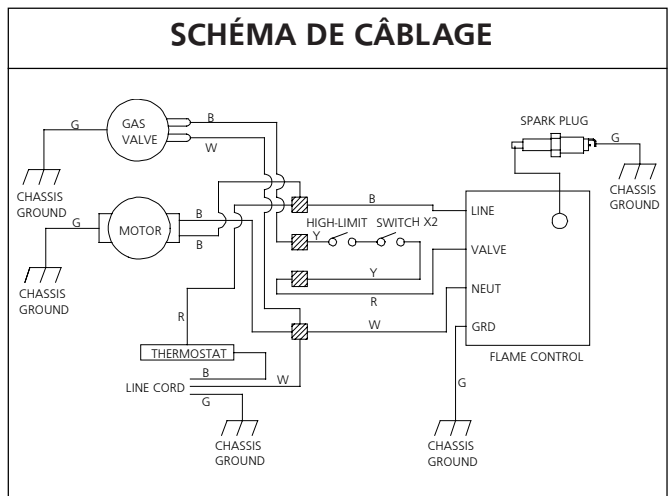 SCHÉMA DE CÂBLAGE
GAS
VALVE
G
B
W
CHASSIS
GROUND
SPARK PLUG
G
CHASSIS
GROUND
MOTOR
G
B
B
CHASSIS
GROUND
B
HIGH-LIMIT SWITCH X2
Y
Y
R
W
LINE
VALVE
NEUT
GRD
FLAME CONTROL
R
THERMOSTAT
LINE CORD
B
W
G
CHASSIS
GROUND
G
CHASSIS
GROUND